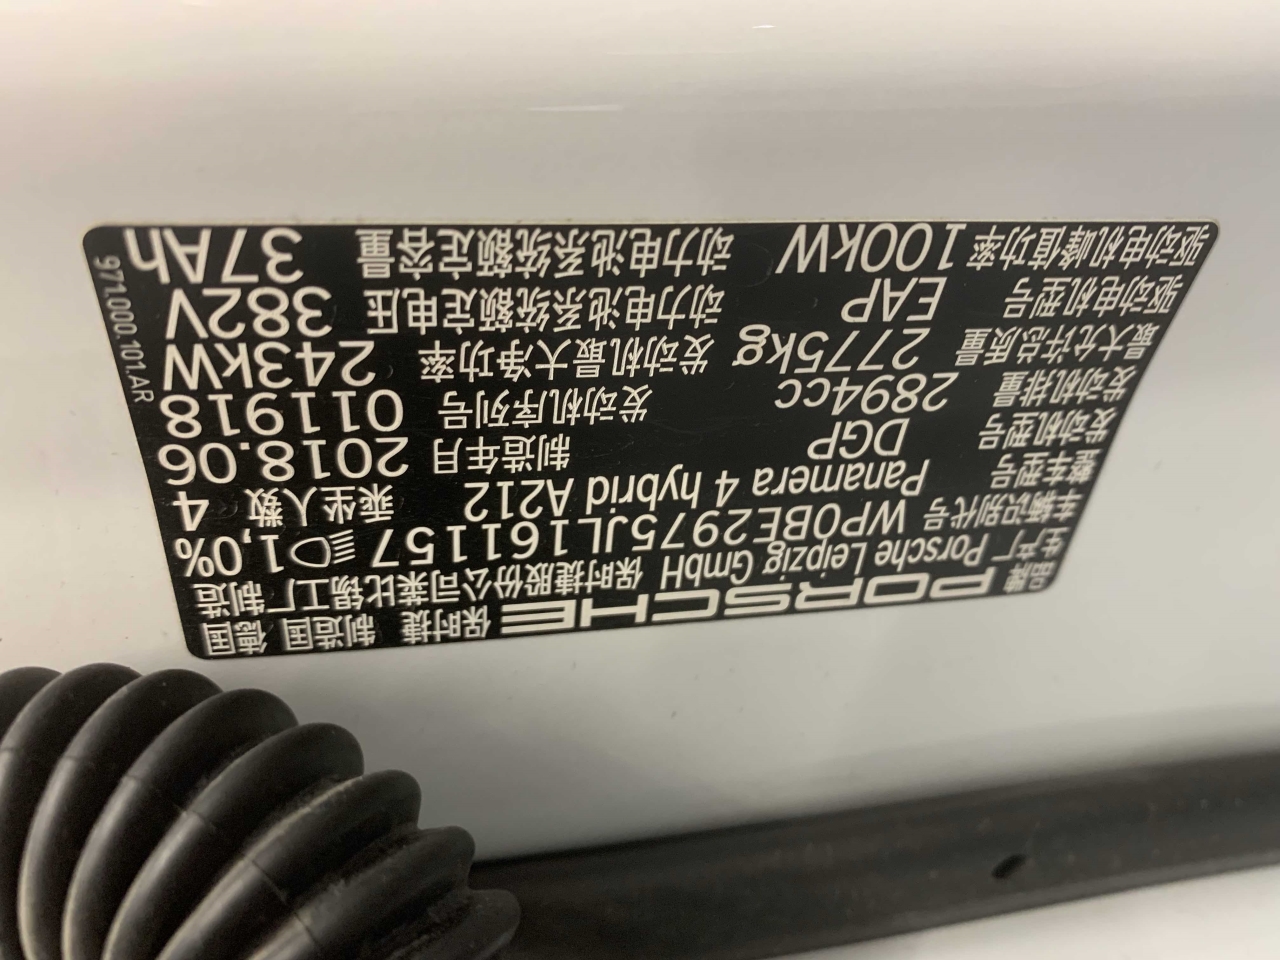 品牌 PORSCHE 保时捷 制造国 德国
生产厂 Porsche Leipzig GmbH 保时捷股份公司莱比锡工厂 制造
车辆识别代号 WP0BE2975JL161157 1,0%
整车型号 Panamera 4 hybrid A212 乘坐人数 4
发动机型号 DGP 制造年月 2018.06
发动机排量 2894cc 发动机序列号 011918
最大允许总质量 2775kg 发动机最大净功率 243kW
驱动电机型号 EAP 动力电池系统额定电压 382V
驱动电机峰值功率 100kW 动力电池系统额定容量 37Ah
971.000.101.AR